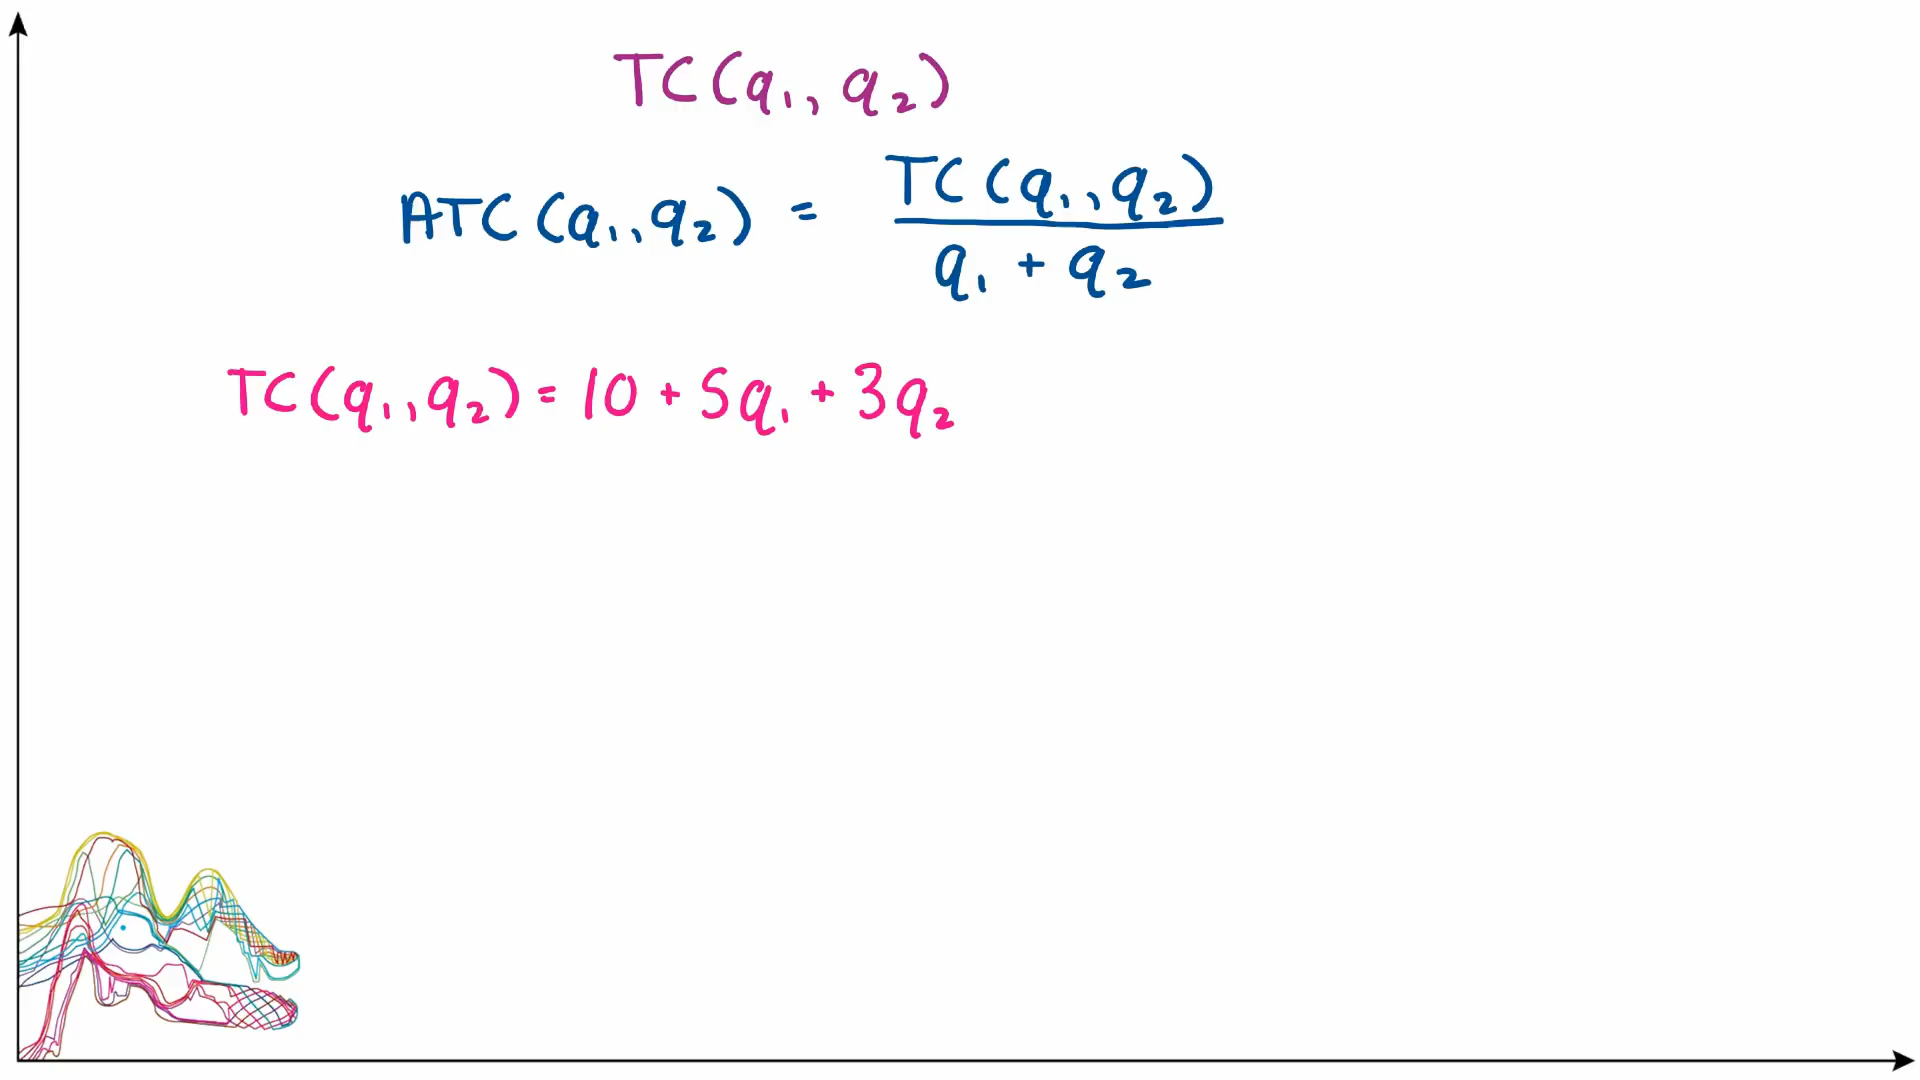 TC(q₁, q₂)
ATC(q₁, q₂) = TC(q₁, q₂) / q₁ + q₂
TC(q₁, q₂) = 10 + 5q₁ + 3q₂